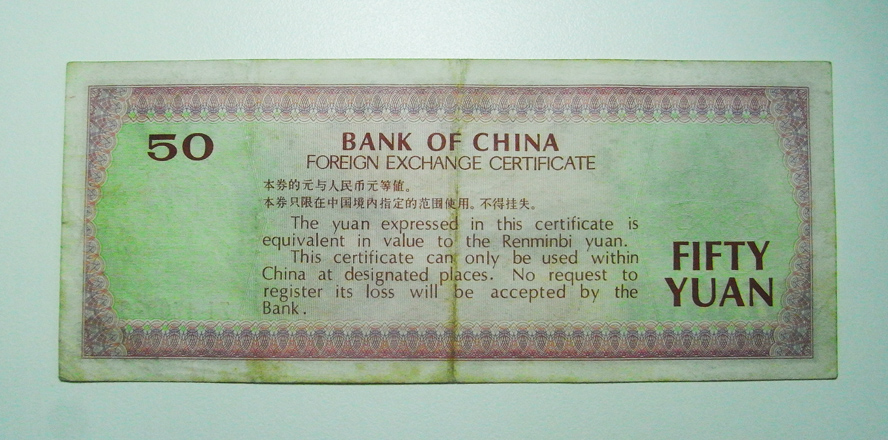 50
BANK OF CHINA
FOREIGN EXCHANGE CERTIFICATE
本券的元与人民币元等值。
本券只限在中国境内指定的范围使用。不得挂失。
The yuan expressed in this certificate is
equivalent in value to the Renminbi yuan.
This certificate can only be used within
China at designated places. No request to
register its loss will be accepted by the
Bank.
FIFTY
YUAN